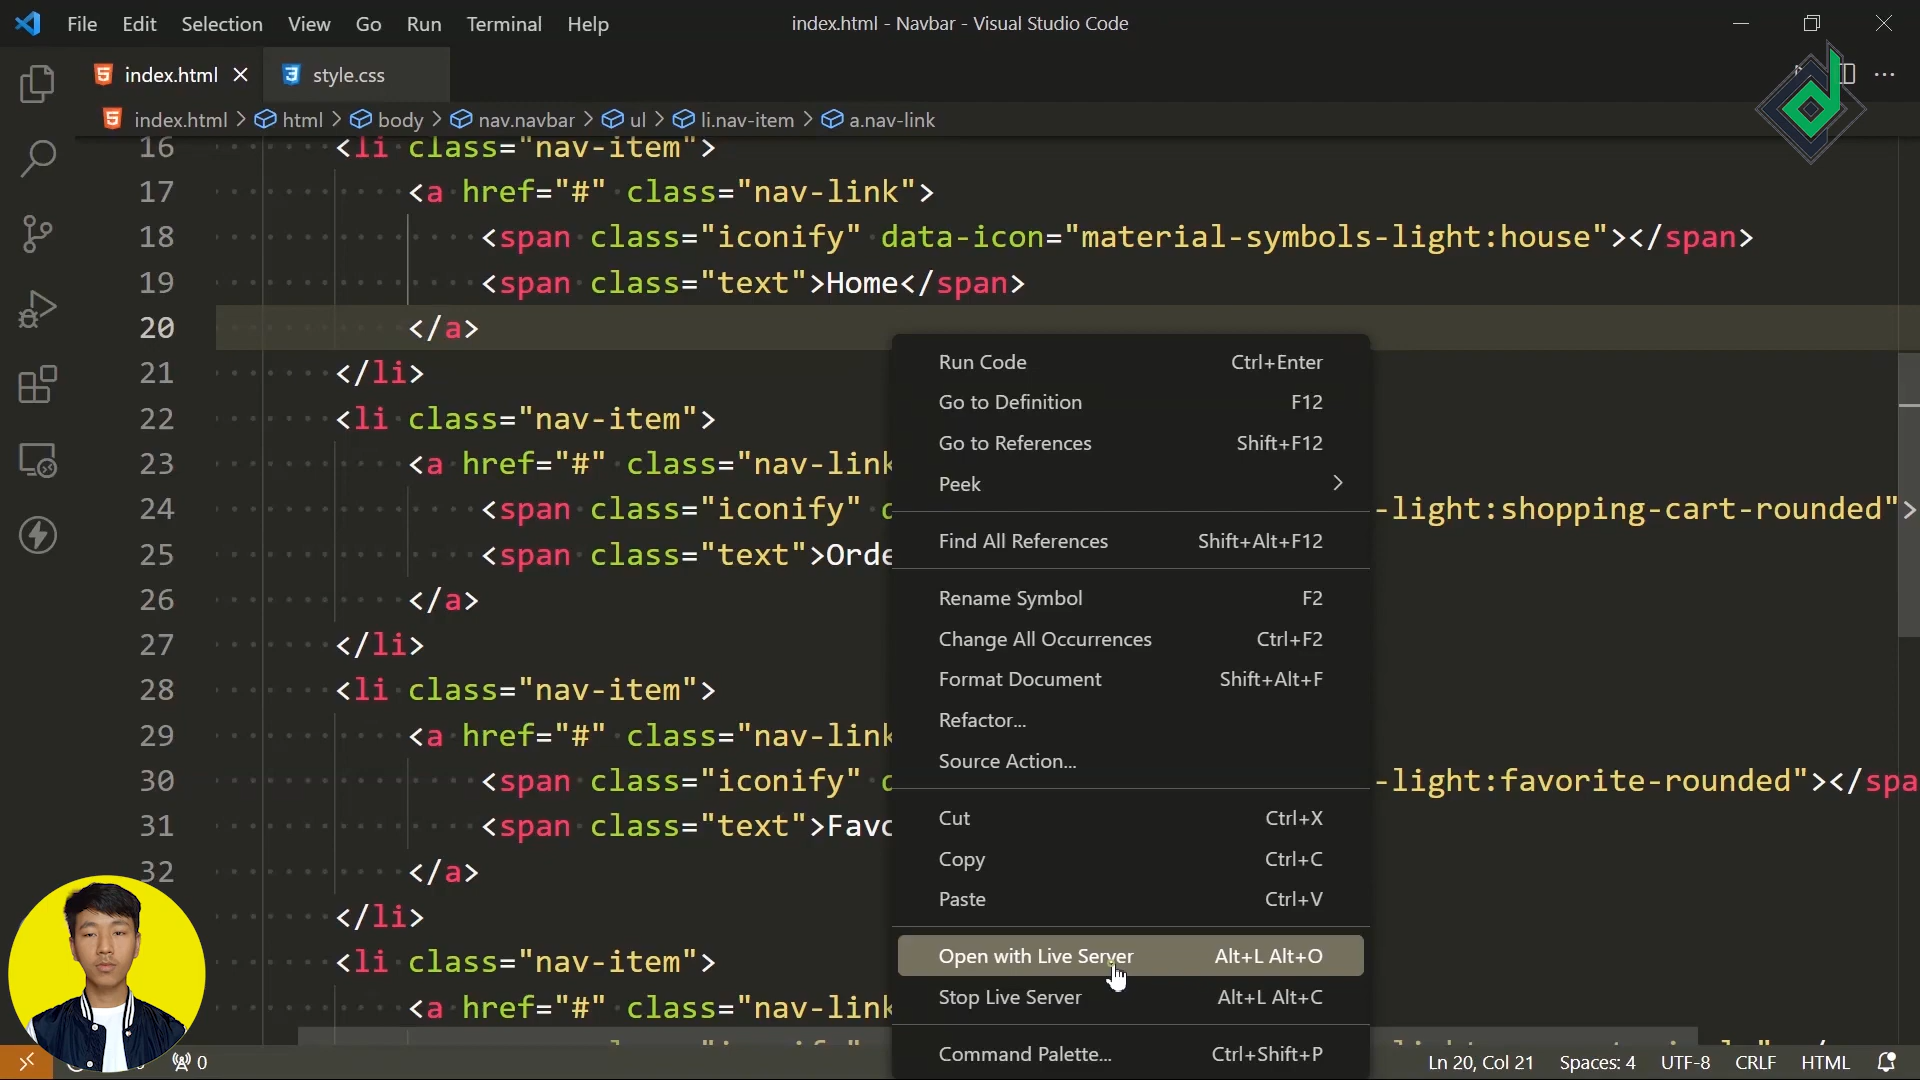 File Edit Selection View Go Run Terminal Help index.html - Navbar - Visual Studio Code
index.html style.css
index.html > html > body > nav.navbar > ul > li.nav-item > a.nav-link
16 <li class="nav-item">
17 <a href="#" class="nav-link">
18 <span class="iconify" data-icon="material-symbols-light:house"></span>
19 <span class="text">Home</span>
20 </a>
21 </li>
22 <li class="nav-item">
23 <a href="#" class="nav-link
24 <span class="iconify" -light:shopping-cart-rounded">
25 <span class="text">Orde
26 </a>
27 </li>
28 <li class="nav-item">
29 <a href="#" class="nav-link
30 <span class="iconify" -light:favorite-rounded"></spa
31 <span class="text">Favo
32 </a>
</li>
<li class="nav-item">
<a href="#" class="nav-link
Run Code Ctrl+Enter
Go to Definition F12
Go to References Shift+F12
Peek
Find All References Shift+Alt+F12
Rename Symbol F2
Change All Occurrences Ctrl+F2
Format Document Shift+Alt+F
Refactor...
Source Action...
Cut Ctrl+X
Copy Ctrl+C
Paste Ctrl+V
Open with Live Server Alt+L Alt+O
Stop Live Server Alt+L Alt+C
Command Palette... Ctrl+Shift+P
0 Ln 20, Col 21 Spaces: 4 UTF-8 CRLF HTML